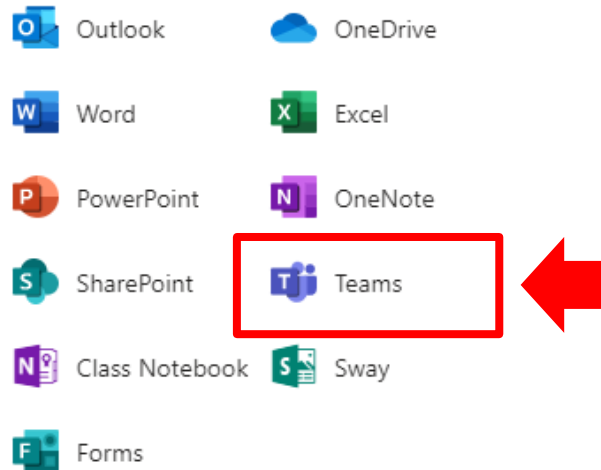 Outlook OneDrive
Word Excel
PowerPoint OneNote
SharePoint Teams
Class Notebook Sway
Forms